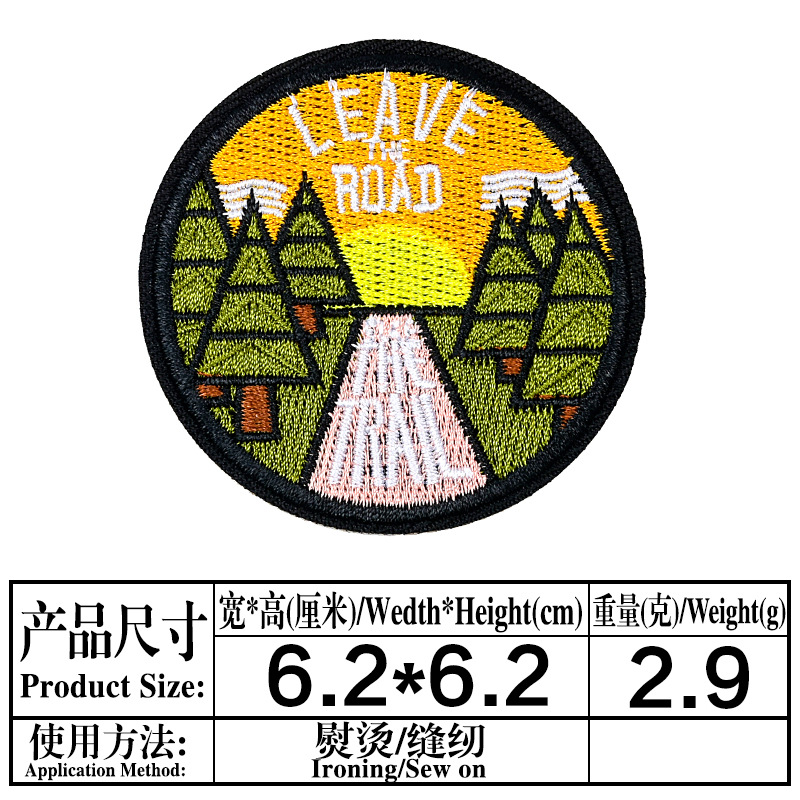 LEAVE
THE
ROAD
THE
TRAIL
产品尺寸
Product Size:
宽*高(厘米)/Wedth*Height(cm)
重量(克)/Weight(g)
6.2*6.2
2.9
使用方法:
Application Method:
熨烫/缝纫
Ironing/Sew on